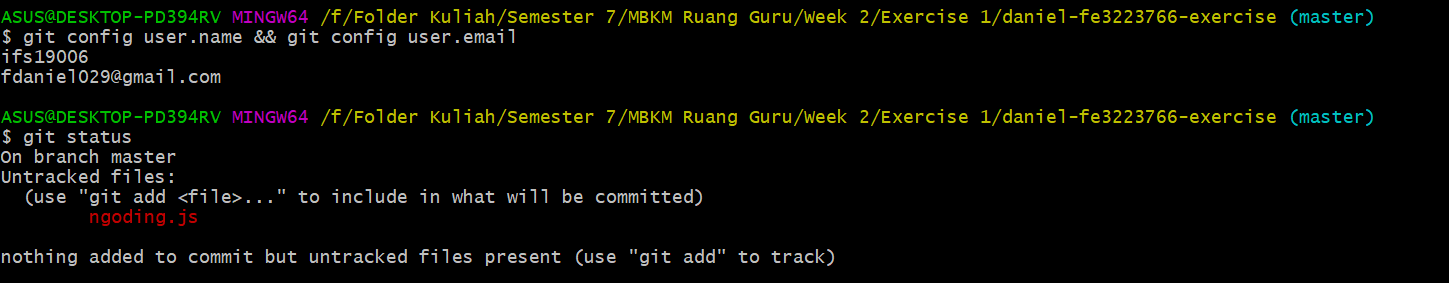 ASUS@DESKTOP-PD394RV MINGW64 /f/Folder Kuliah/Semester 7/MBKM Ruang Guru/Week 2/Exercise 1/daniel-fe3223766-exercise (master)
$ git config user.name && git config user.email
ifs19006
fdaniel029@gmail.com
ASUS@DESKTOP-PD394RV MINGW64 /f/Folder Kuliah/Semester 7/MBKM Ruang Guru/Week 2/Exercise 1/daniel-fe3223766-exercise (master)
$ git status
On branch master
Untracked files:
  (use "git add <file>..." to include in what will be committed)
        ngoding.js
nothing added to commit but untracked files present (use "git add" to track)